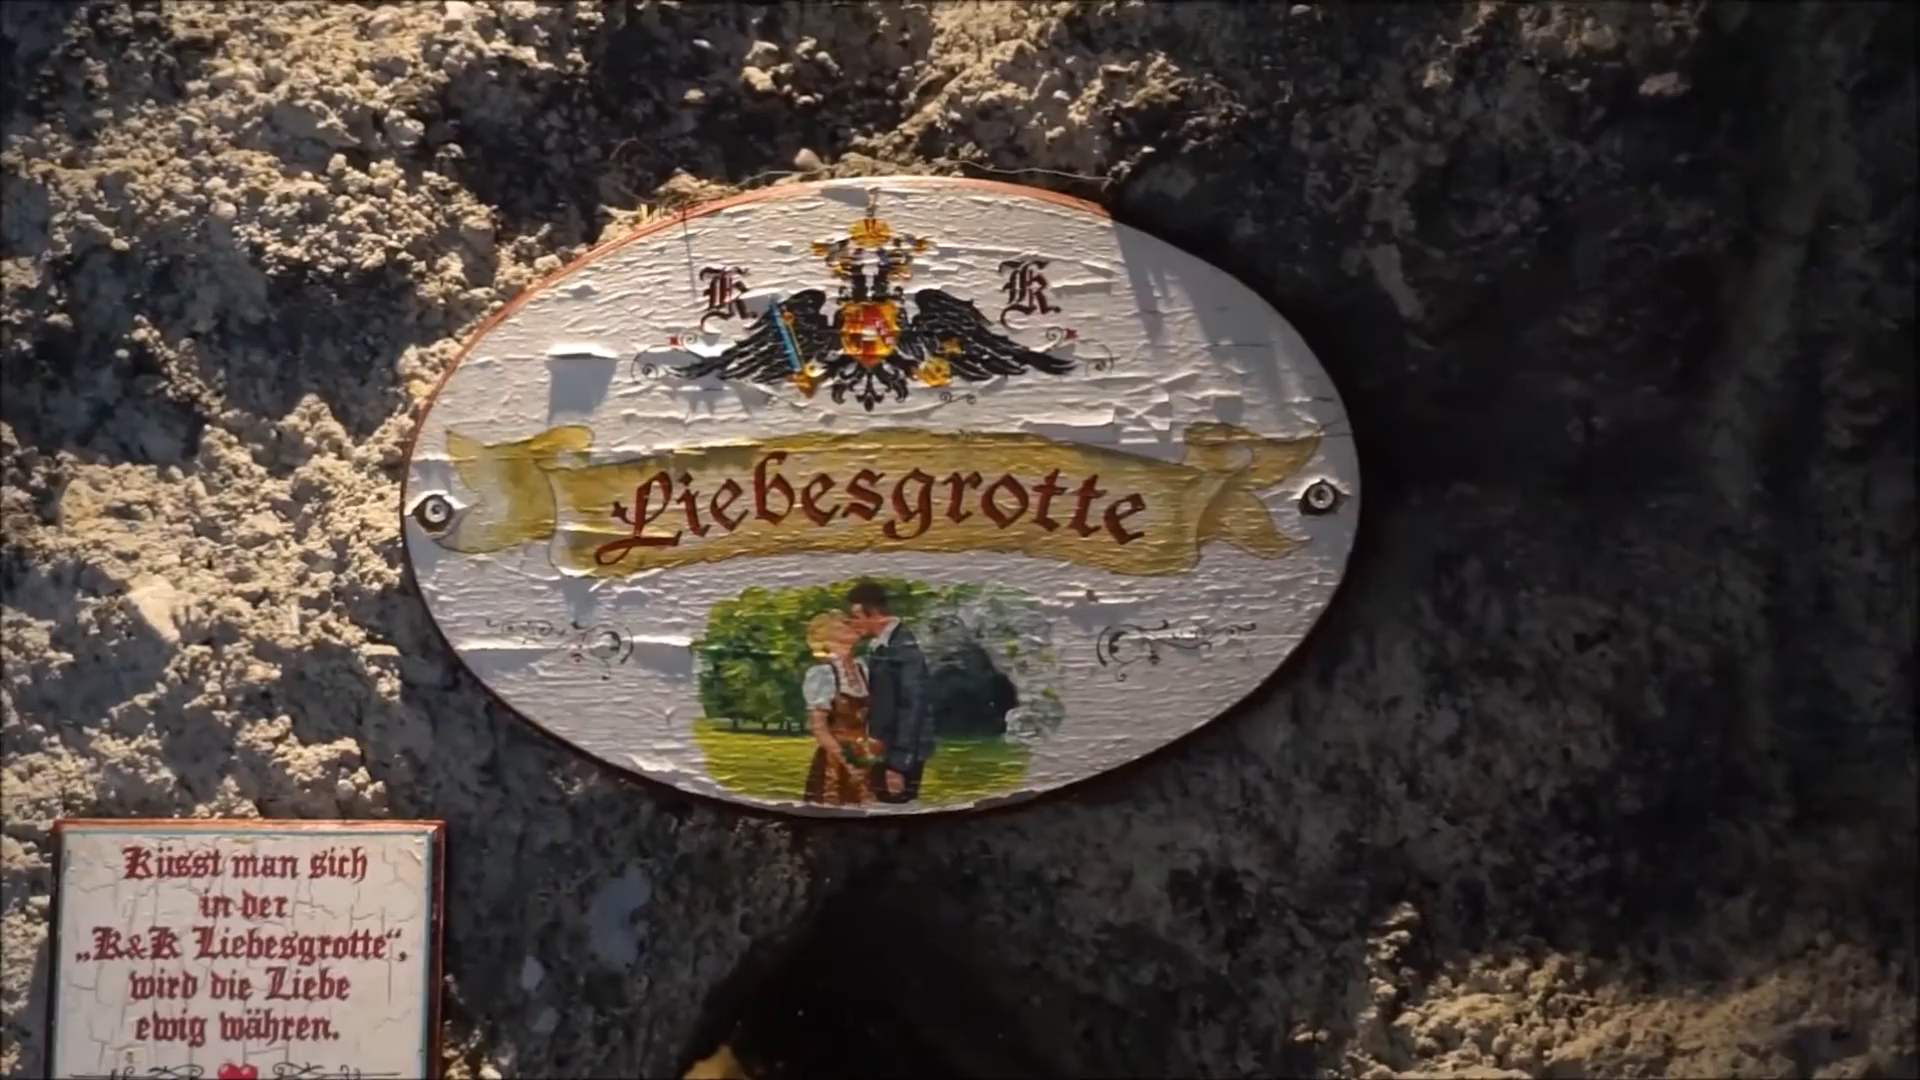 K. K.
Liebesgrotte
Küsst man sich
in der
„K&K Liebesgrotte“,
wird die Liebe
ewig währen.